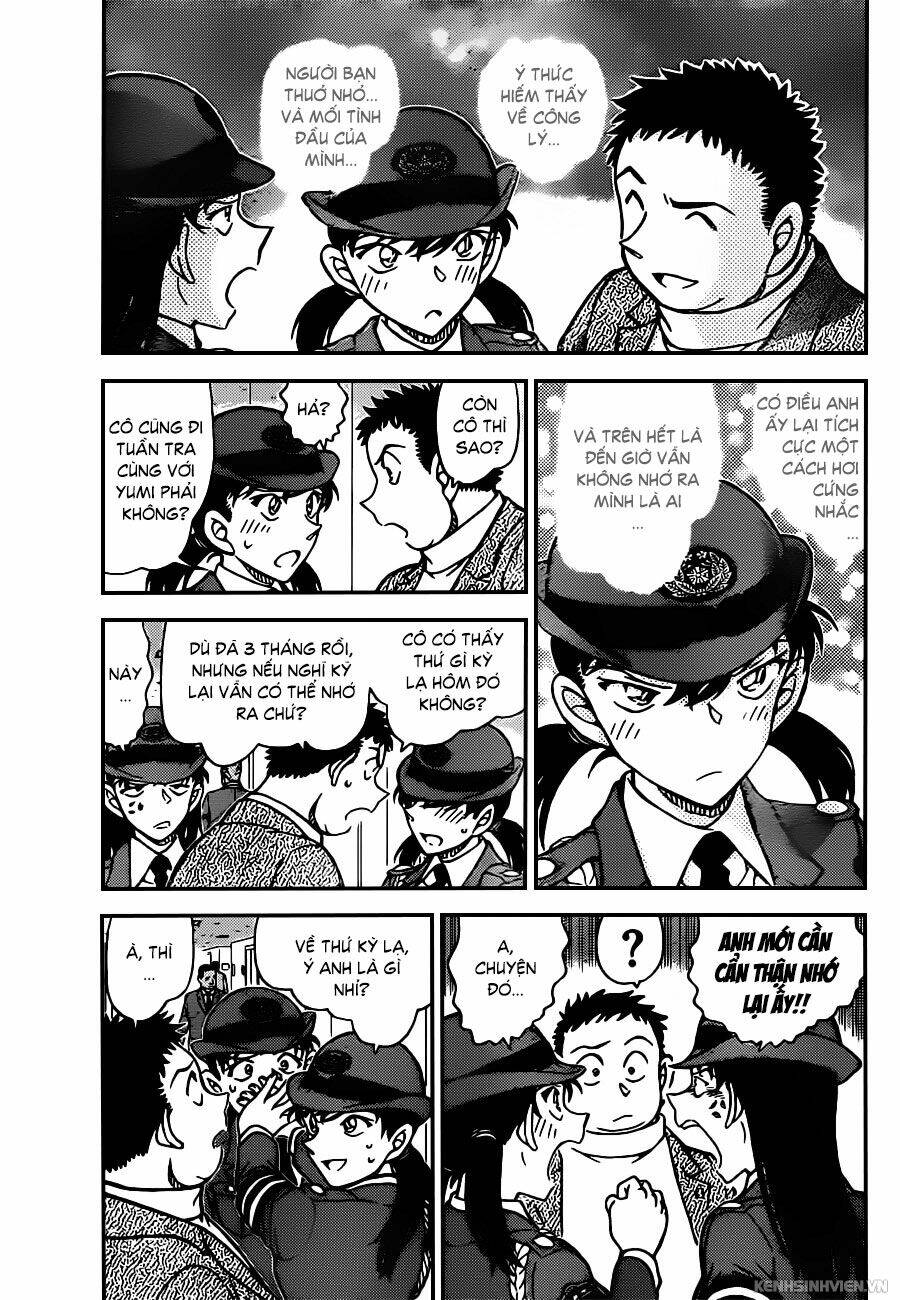 Ý THỨC
HIẾM THẤY
VỀ CÔNG
LÝ...
NGƯỜI BẠN
THUỞ NHỎ...
VÀ MỐI TÌNH
ĐẦU CỦA
MÌNH...
CÓ ĐIỀU ANH
ẤY LẠI TÍCH
CỰC MỘT
CÁCH HƠI
CỨNG
NHẮC
...
VÀ TRÊN HẾT LÀ
ĐẾN GIỜ VẪN
KHÔNG NHỚ RA
MÌNH LÀ AI
...
CÒN
CÔ THÌ
SAO?
HẢ?
CÔ CŨNG ĐI
TUẦN TRA
CÙNG VỚI
YUMI PHẢI
KHÔNG?
CÔ CÓ THẤY
THỨ GÌ KỲ
LẠ HÔM ĐÓ
KHÔNG?
DÙ ĐÃ 3 THÁNG RỒI,
NHƯNG NẾU NGHĨ KỸ
LẠI VẪN CÓ THỂ NHỚ
RA CHỨ?
NÀY
...
ANH MỚI CẦN
CẨN THẬN NHỚ
LẠI ẤY!!
?
A,
CHUYỆN
ĐÓ...
VỀ THỨ KỲ LẠ,
Ý ANH LÀ GÌ
NHỈ?
À, THÌ
...
KENHSINHVIEN.VN